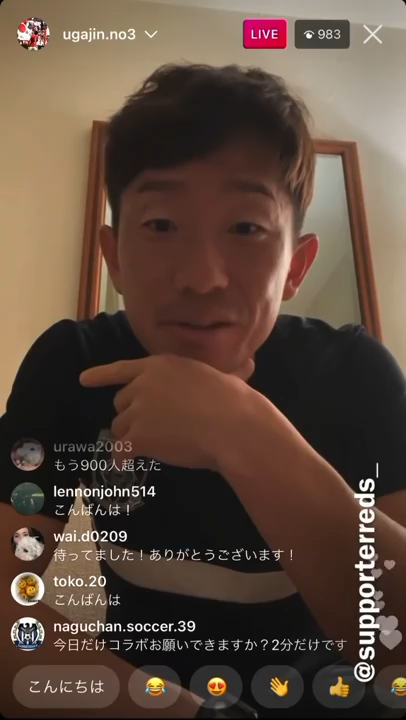 ugajin.no3
LIVE
983
urawa2003
もう900人超えた
lennonjohn514
こんばんは！
wai.d0209
待ってました！ありがとうございます！
toko.20
こんばんは
naguchan.soccer.39
今日だけコラボお願いできますか？2分だけです
@supporterreds_
こんにちは